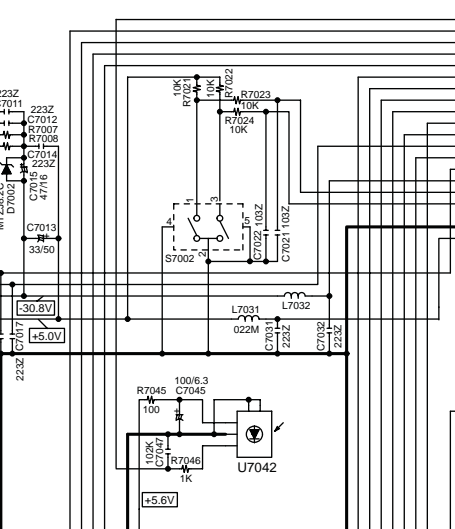 223Z
C7011
223Z
C7012
R7007
R7008
C7014
223Z
C7015
47/16
D7002
C7013
33/50
-30.8V
+5.0V
C7017
223Z
10K
R7021
10K
R7022
R7023
10K
R7024
10K
1
3
4
5
2
S7002
C7022 103Z
C7021 103Z
L7032
L7031
022M
C7031
223Z
C7032
223Z
100/6.3
R7045
C7045
100
102K
C7047
R7046
1K
U7042
+5.6V